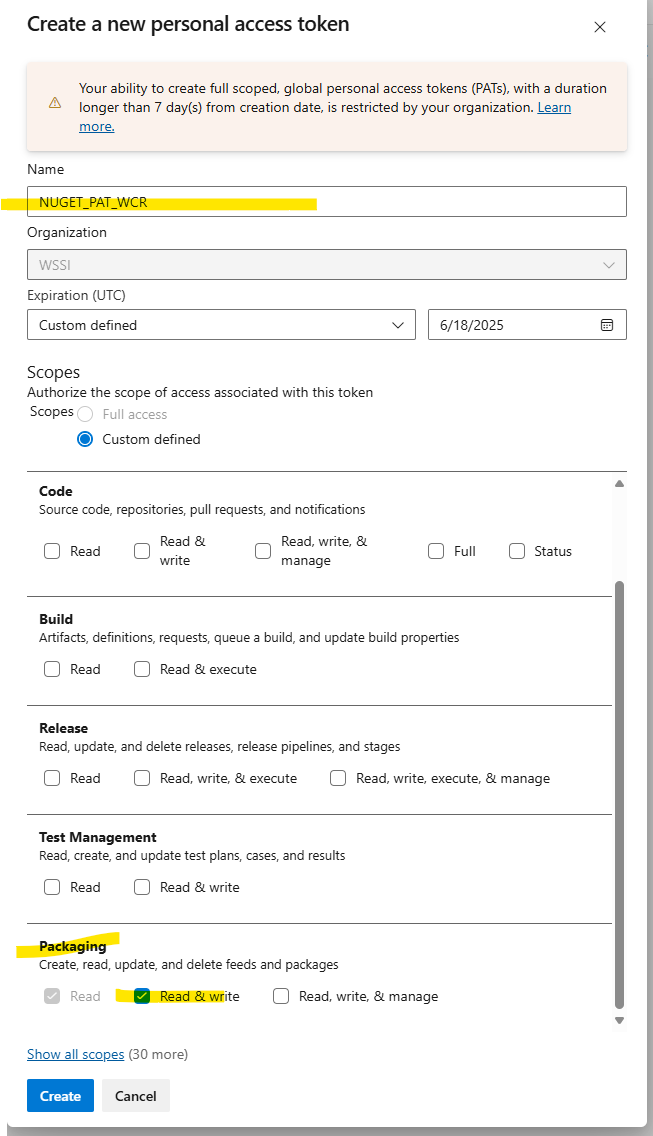 Create a new personal access token
Your ability to create full scoped, global personal access tokens (PATs), with a duration
longer than 7 day(s) from creation date, is restricted by your organization. Learn
more.
Name
NUGET_PAT_WCR
Organization
WSSI
Expiration (UTC)
Custom defined
6/18/2025
Scopes
Authorize the scope of access associated with this token
Scopes Full access
Custom defined
Code
Source code, repositories, pull requests, and notifications
Read Read & write Read, write, & manage Full Status
Build
Artifacts, definitions, requests, queue a build, and update build properties
Read Read & execute
Release
Read, update, and delete releases, release pipelines, and stages
Read Read, write, & execute Read, write, execute, & manage
Test Management
Read, create, and update test plans, cases, and results
Read Read & write
Packaging
Create, read, update, and delete feeds and packages
Read Read & write Read, write, & manage
Show all scopes (30 more)
Create Cancel